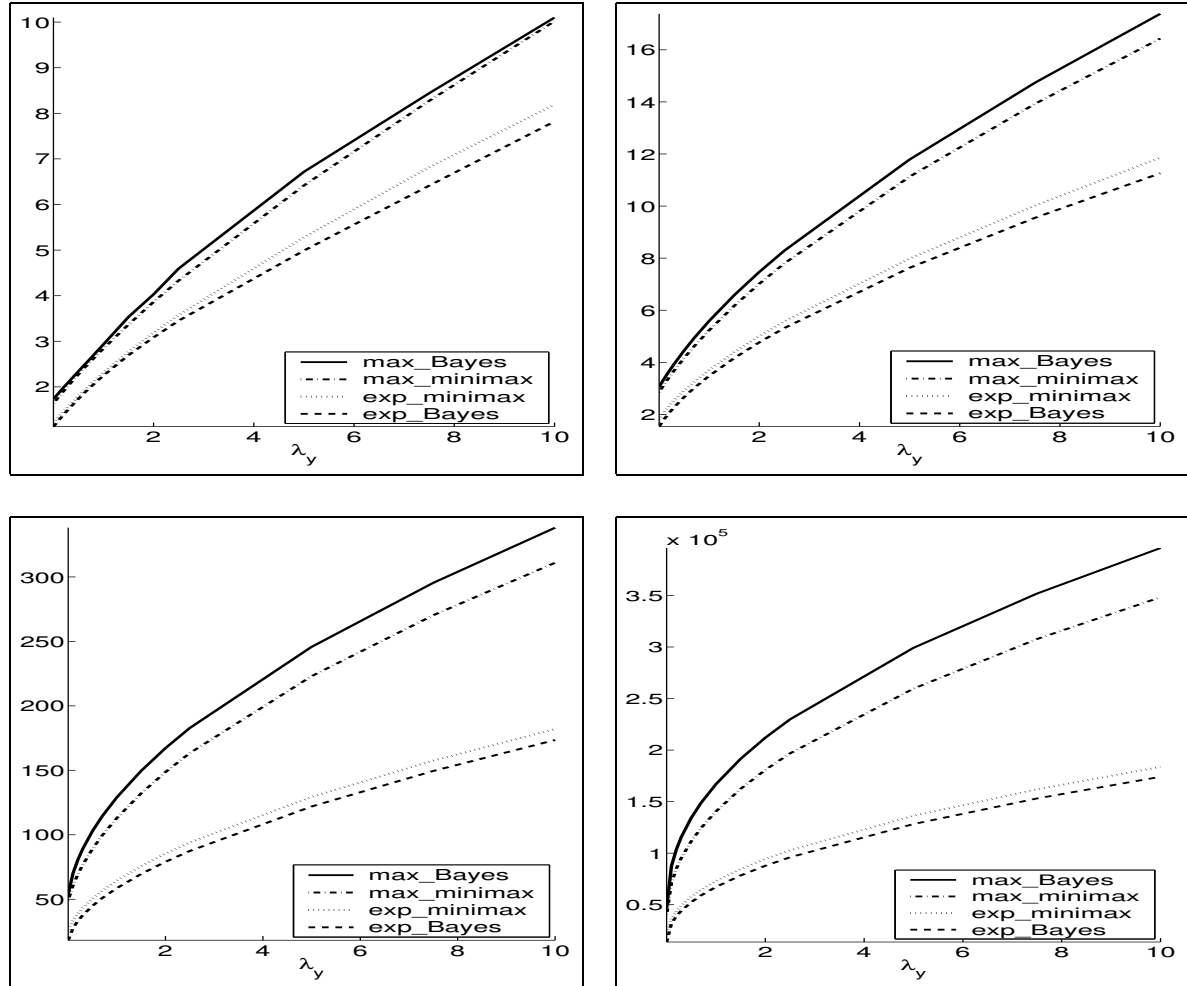 10
9
8
7
6
5
4
3
2
2 4 6 8 10
λy
max_Bayes
max_minimax
exp_minimax
exp_Bayes
16
14
12
10
8
6
4
2
2 4 6 8 10
λy
max_Bayes
max_minimax
exp_minimax
exp_Bayes
300
250
200
150
100
50
2 4 6 8 10
λy
max_Bayes
max_minimax
exp_minimax
exp_Bayes
x 10^5
3.5
3
2.5
2
1.5
1
0.5
2 4 6 8 10
λy
max_Bayes
max_minimax
exp_minimax
exp_Bayes